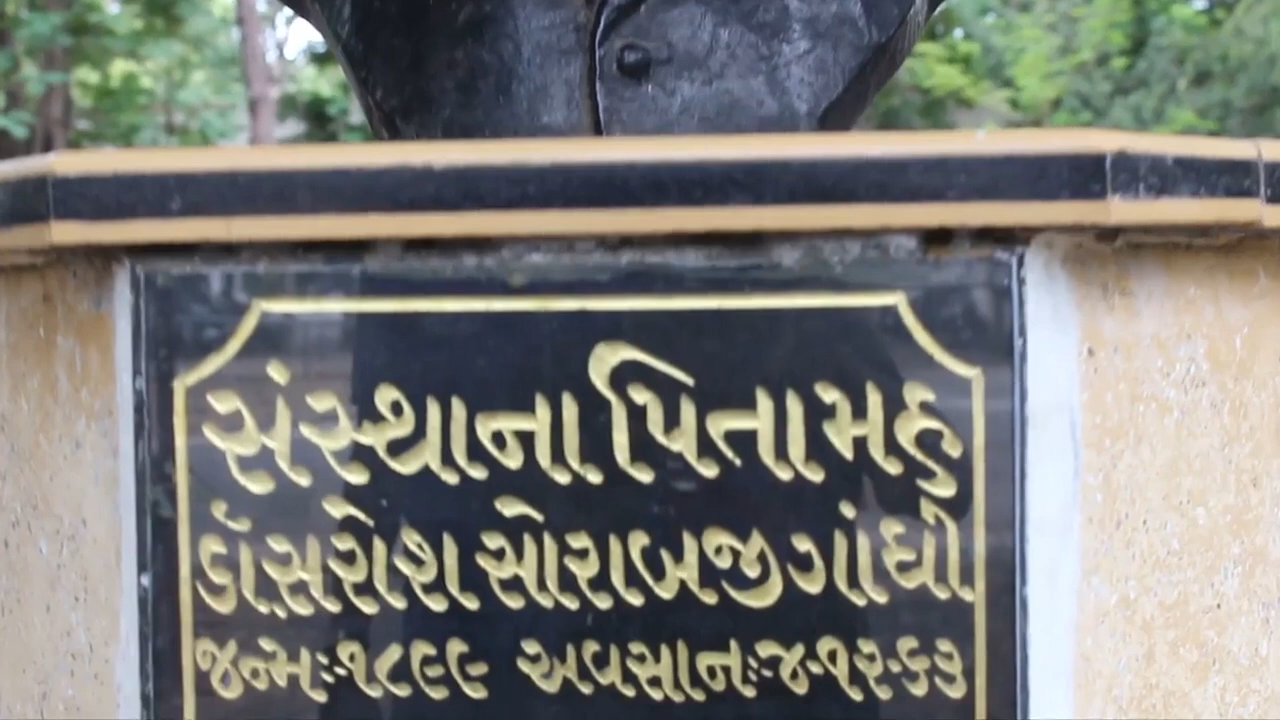 સંસ્થાના પિતામહ
ડૉ.સરોશ સોરાબજી ગાંધી
જન્મઃ-૧૮૯૯ અવસાનઃ-૪-૧૨-૬૩